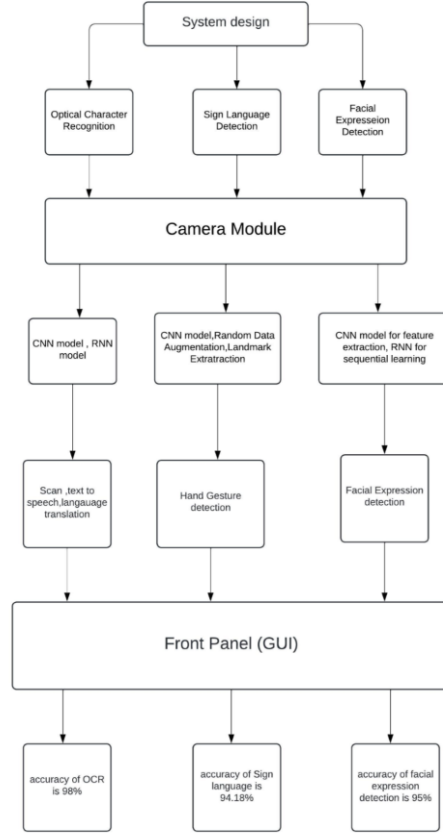 System design
Optical Character
Recognition
Sign Language
Detection
Facial
Expresseion
Detection
Camera Module
CNN model , RNN
model
CNN model,Random Data
Augmentation,Landmark
Extratraction
CNN model for feature
extraction, RNN for
sequential learning
Scan ,text to
speech,langauage
translation
Hand Gesture
detection
Facial Expression
detection
Front Panel (GUI)
accuracy of OCR
is 98%
accuracy of Sign
language is
94.18%
accuracy of facial
expression
detection is 95%